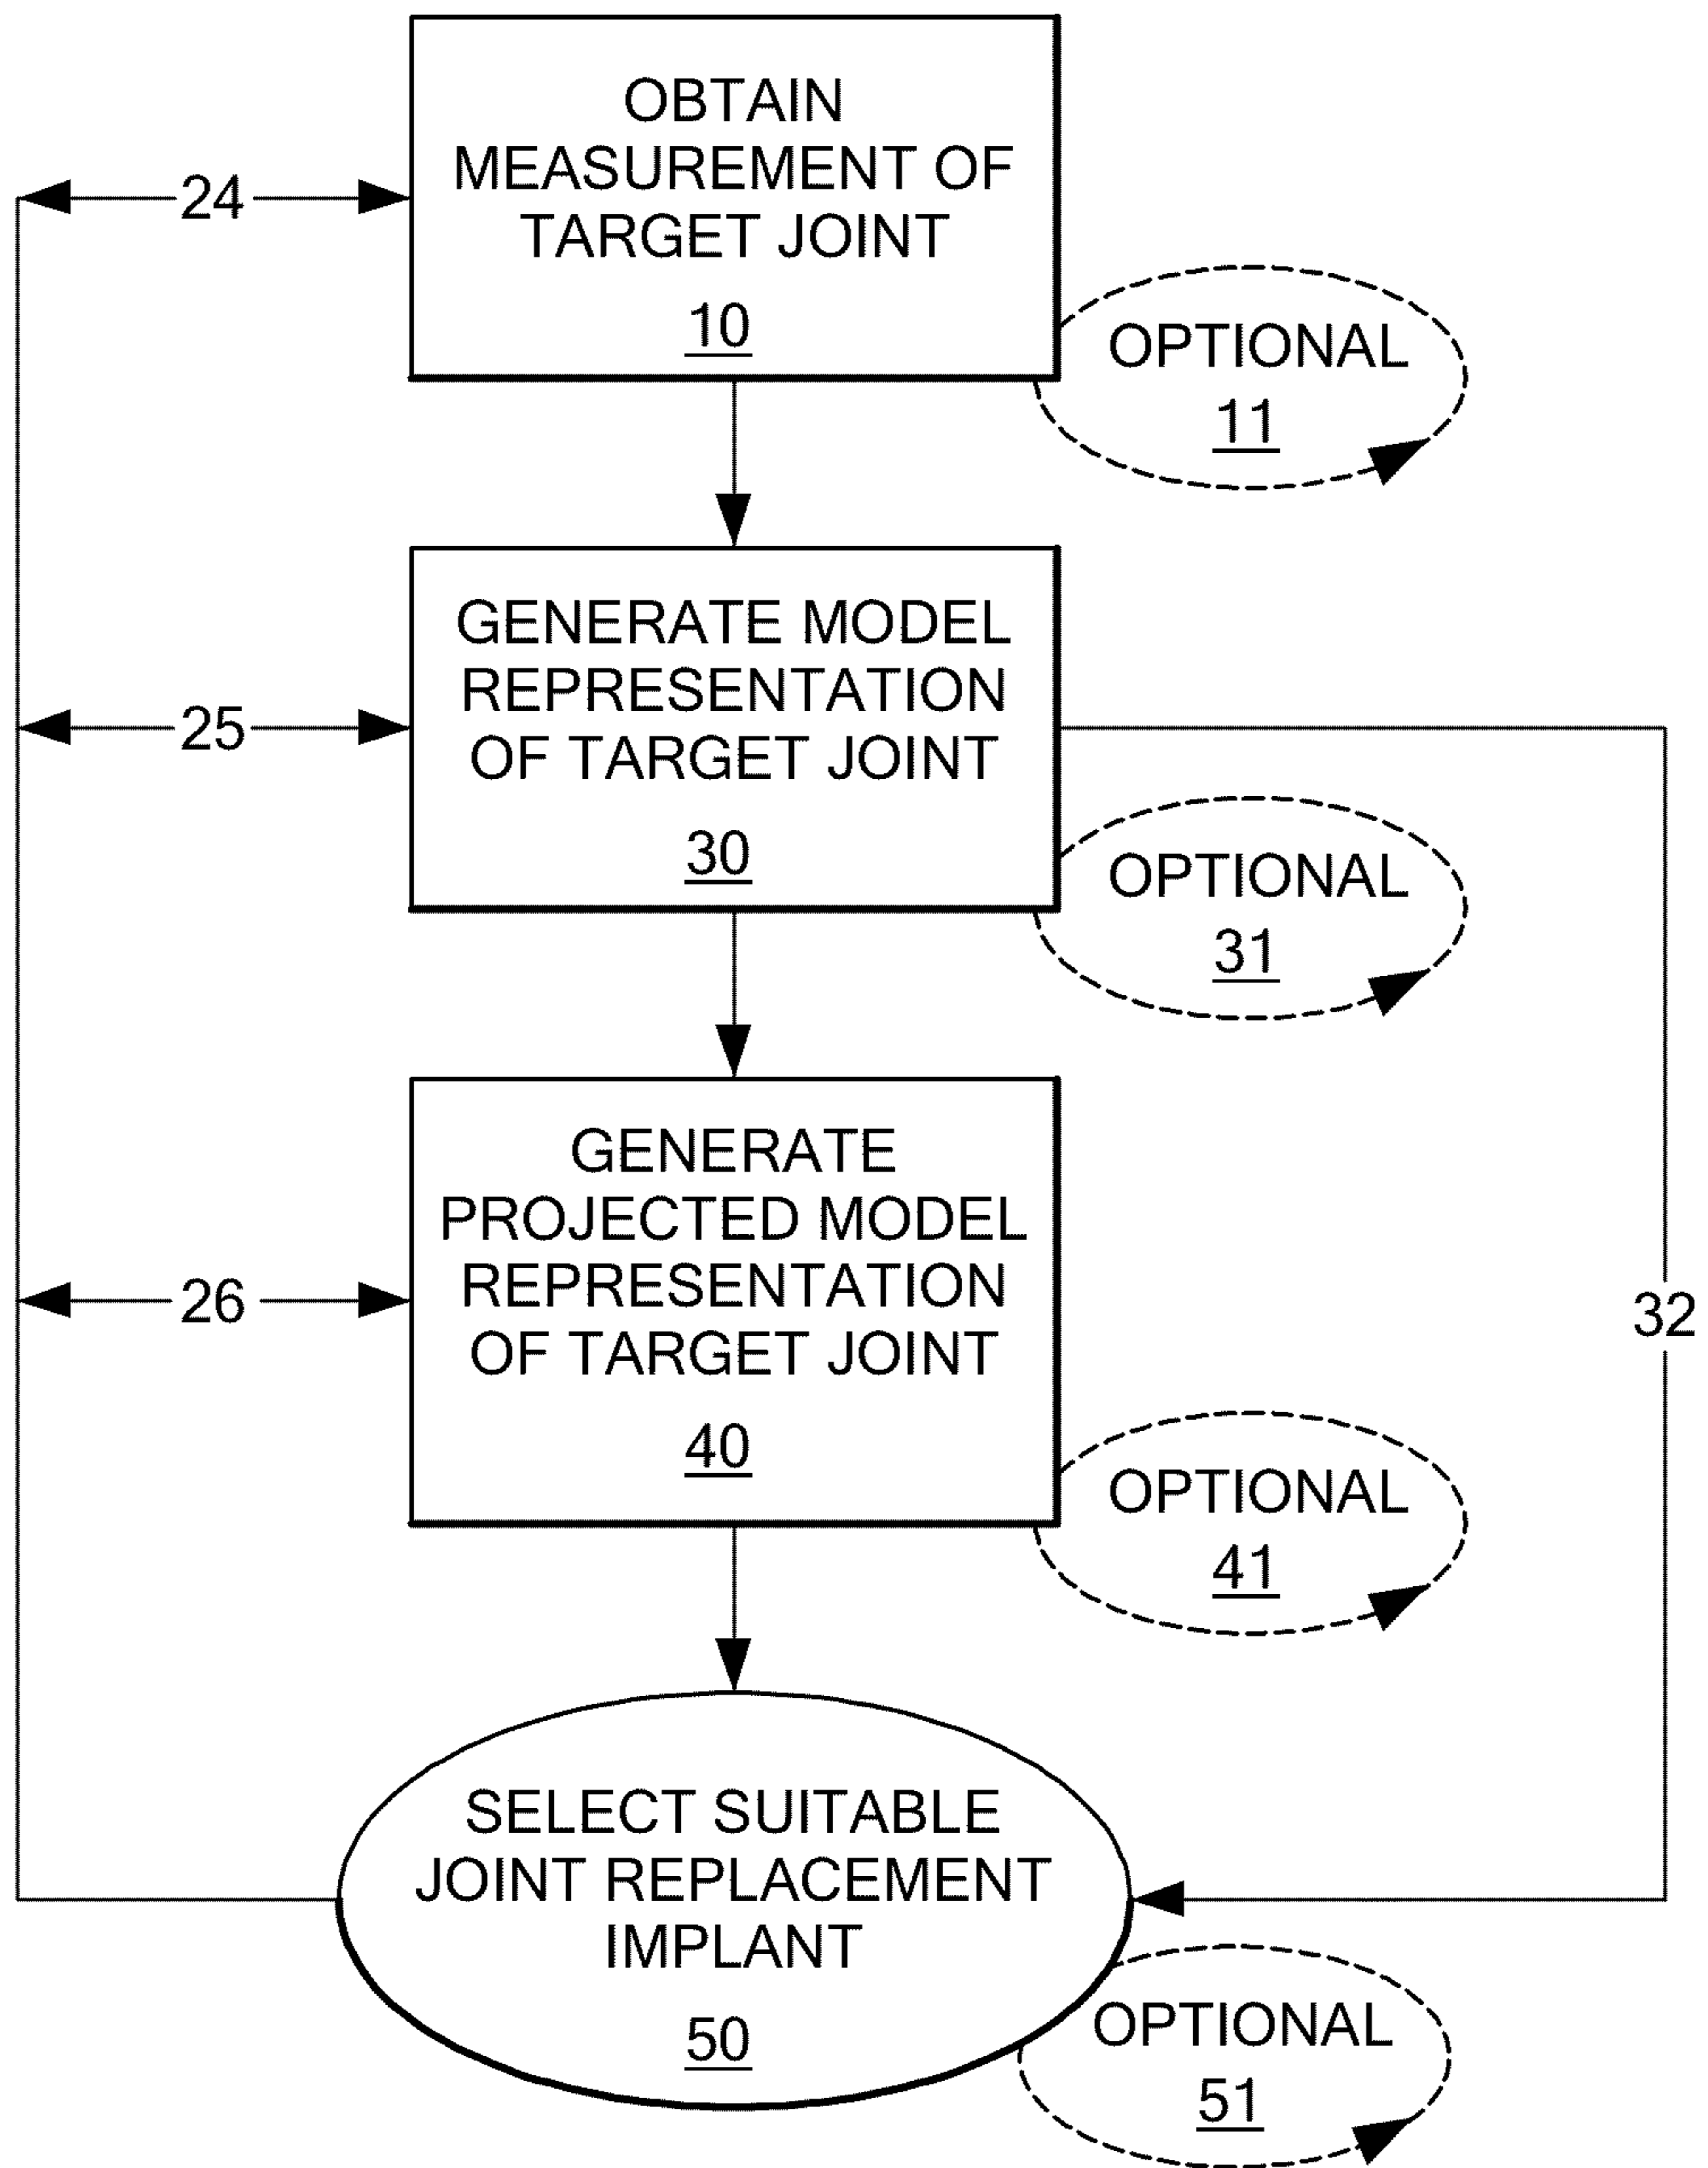 OBTAIN
MEASUREMENT OF
TARGET JOINT
10
24
OPTIONAL
11
GENERATE MODEL
REPRESENTATION
OF TARGET JOINT
30
25
OPTIONAL
31
GENERATE
PROJECTED MODEL
REPRESENTATION
OF TARGET JOINT
40
26
32
OPTIONAL
41
SELECT SUITABLE
JOINT REPLACEMENT
IMPLANT
50
OPTIONAL
51